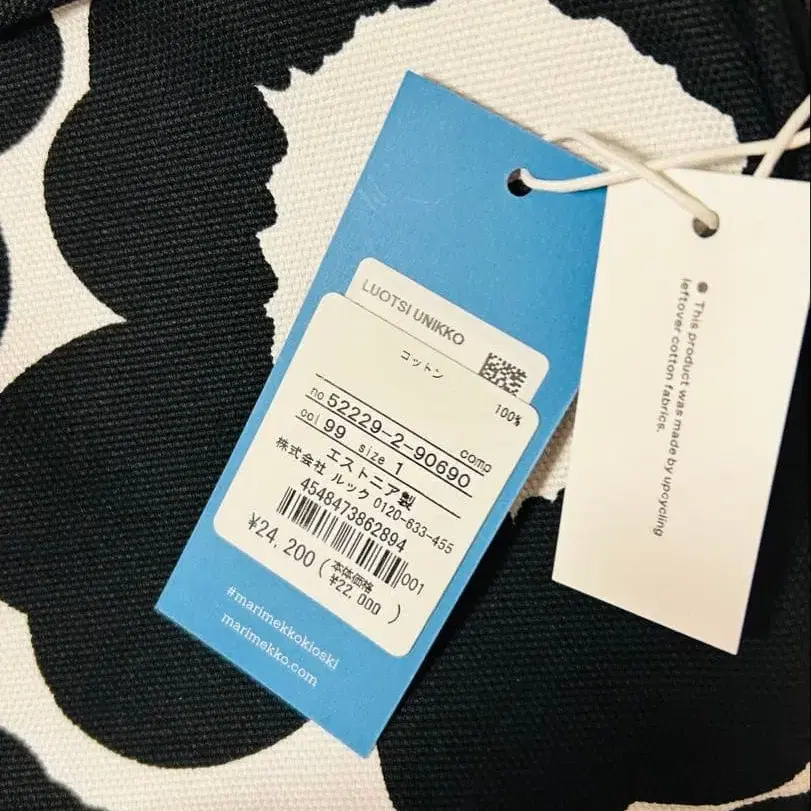 LUOTSI UNIKKO
コットン
100%
comp
no 52229-2-90690
col 99 size 1
エストニア製
株式会社 ルック 0120-633-455
4548473862894
001
¥24,200 (本体価格
¥22,000 )
#marimekkokioski
marimekko.com
● This product was made by upcycling
leftover cotton fabrics.